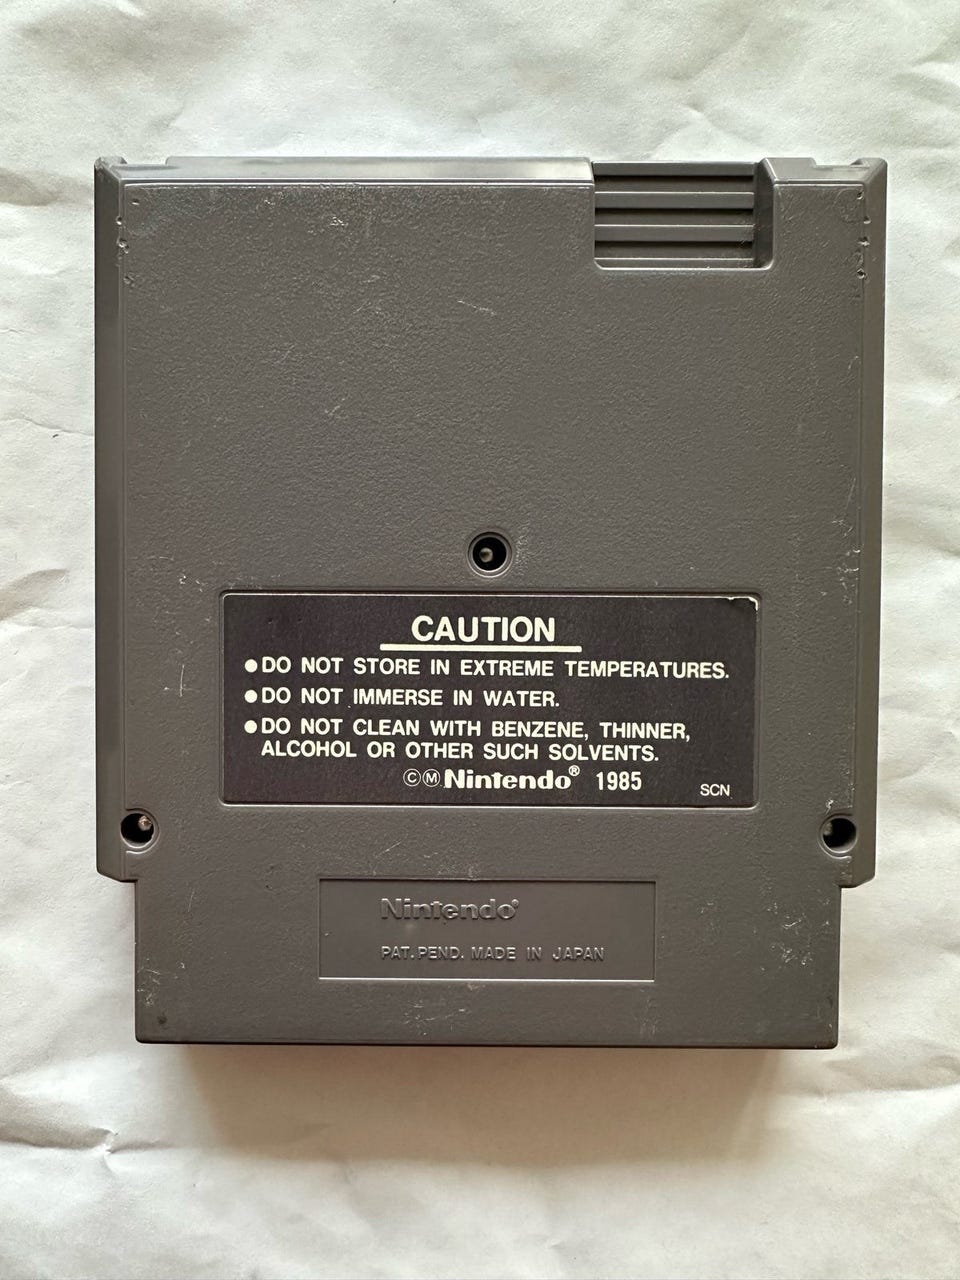 CAUTION
●DO NOT STORE IN EXTREME TEMPERATURES.
●DO NOT IMMERSE IN WATER.
●DO NOT CLEAN WITH BENZENE, THINNER,
ALCOHOL OR OTHER SUCH SOLVENTS.
ⒸⓂNintendo® 1985
SCN
Nintendo®
PAT. PEND. MADE IN JAPAN